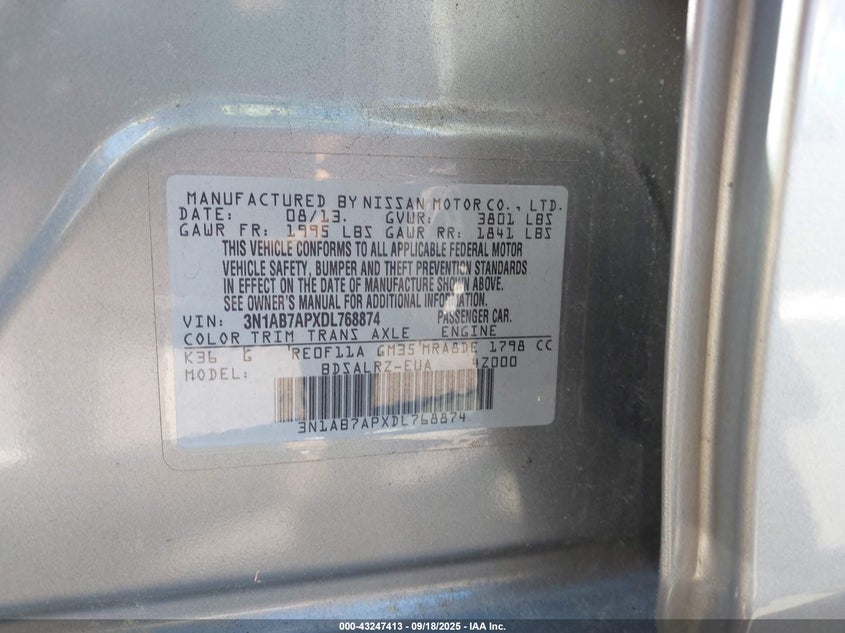 MANUFACTURED BY NISSAN MOTOR CO., LTD.
DATE: 08/13. GVWR: 3801 LBS
GAWR FR: 1995 LBS GAWR RR: 1841 LBS
THIS VEHICLE CONFORMS TO ALL APPLICABLE FEDERAL MOTOR
VEHICLE SAFETY, BUMPER AND THEFT PREVENTION STANDARDS
IN EFFECT ON THE DATE OF MANUFACTURE SHOWN ABOVE.
SEE OWNER'S MANUAL FOR ADDITIONAL INFORMATION.
VIN: 3N1AB7APXDL768874 PASSENGER CAR.
COLOR TRIM TRANS AXLE ENGINE
K36 G RE0F11A GM35 MRA8DE 1798 CC
MODEL: BDSALRZ-EUA 4Z000
3N1AB7APXDL768874
000-43247413 - 09/18/2025 - IAA Inc.